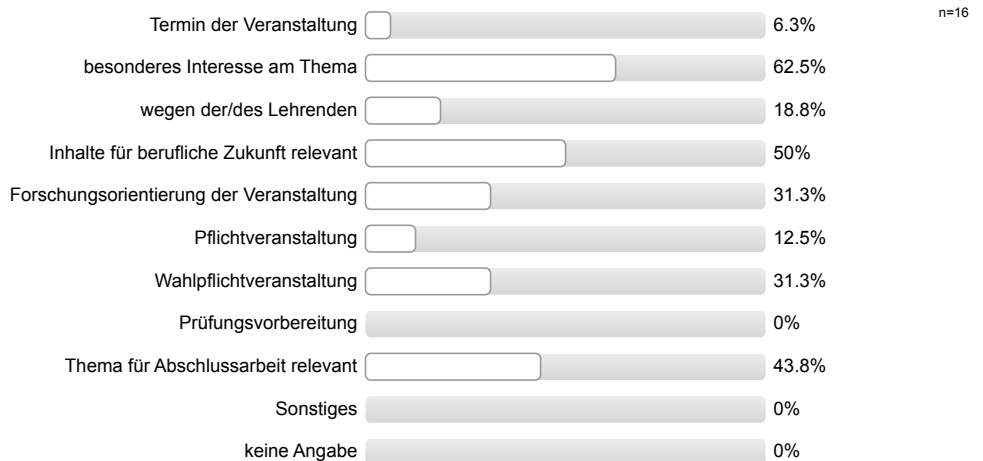 Termin der Veranstaltung 6.3% n=16
besonderes Interesse am Thema 62.5%
wegen der/des Lehrenden 18.8%
Inhalte für berufliche Zukunft relevant 50%
Forschungsorientierung der Veranstaltung 31.3%
Pflichtveranstaltung 12.5%
Wahlpflichtveranstaltung 31.3%
Prüfungsvorbereitung 0%
Thema für Abschlussarbeit relevant 43.8%
Sonstiges 0%
keine Angabe 0%